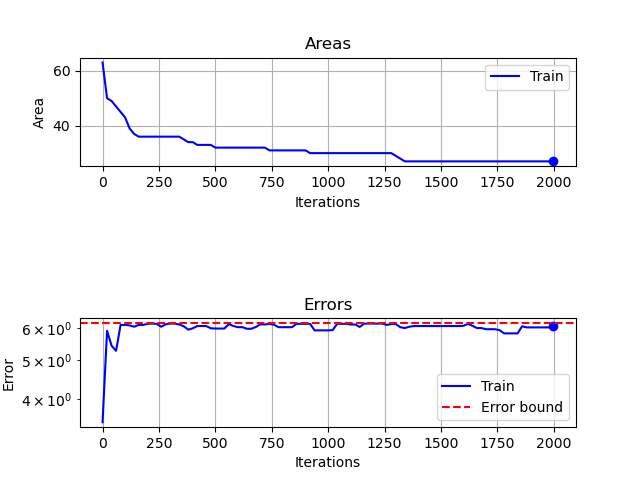 Areas
60
40
Area
Train
0 250 500 750 1000 1250 1500 1750 2000
Iterations
Errors
6 × 10⁰
5 × 10⁰
4 × 10⁰
Error
Train
Error bound
0 250 500 750 1000 1250 1500 1750 2000
Iterations